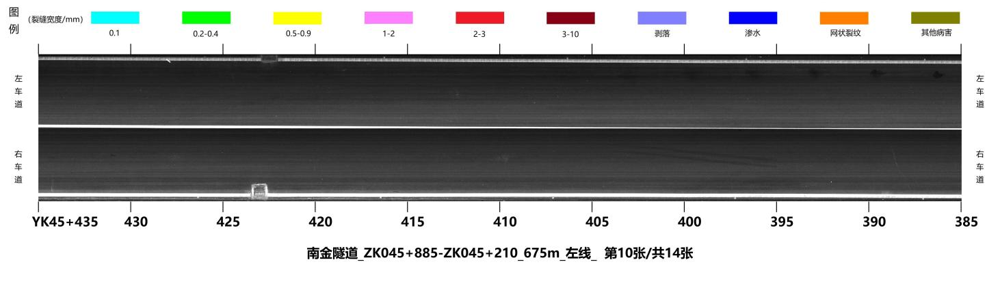 图例
(裂缝宽度/mm)
0.1 0.2-0.4 0.5-0.9 1-2 2-3 3-10 剥落 渗水 网状裂纹 其他病害
左车道
左车道
右车道
右车道
YK45+435 430 425 420 415 410 405 400 395 390 385
南金隧道_ZK045+885-ZK045+210_675m_左线_ 第10张/共14张